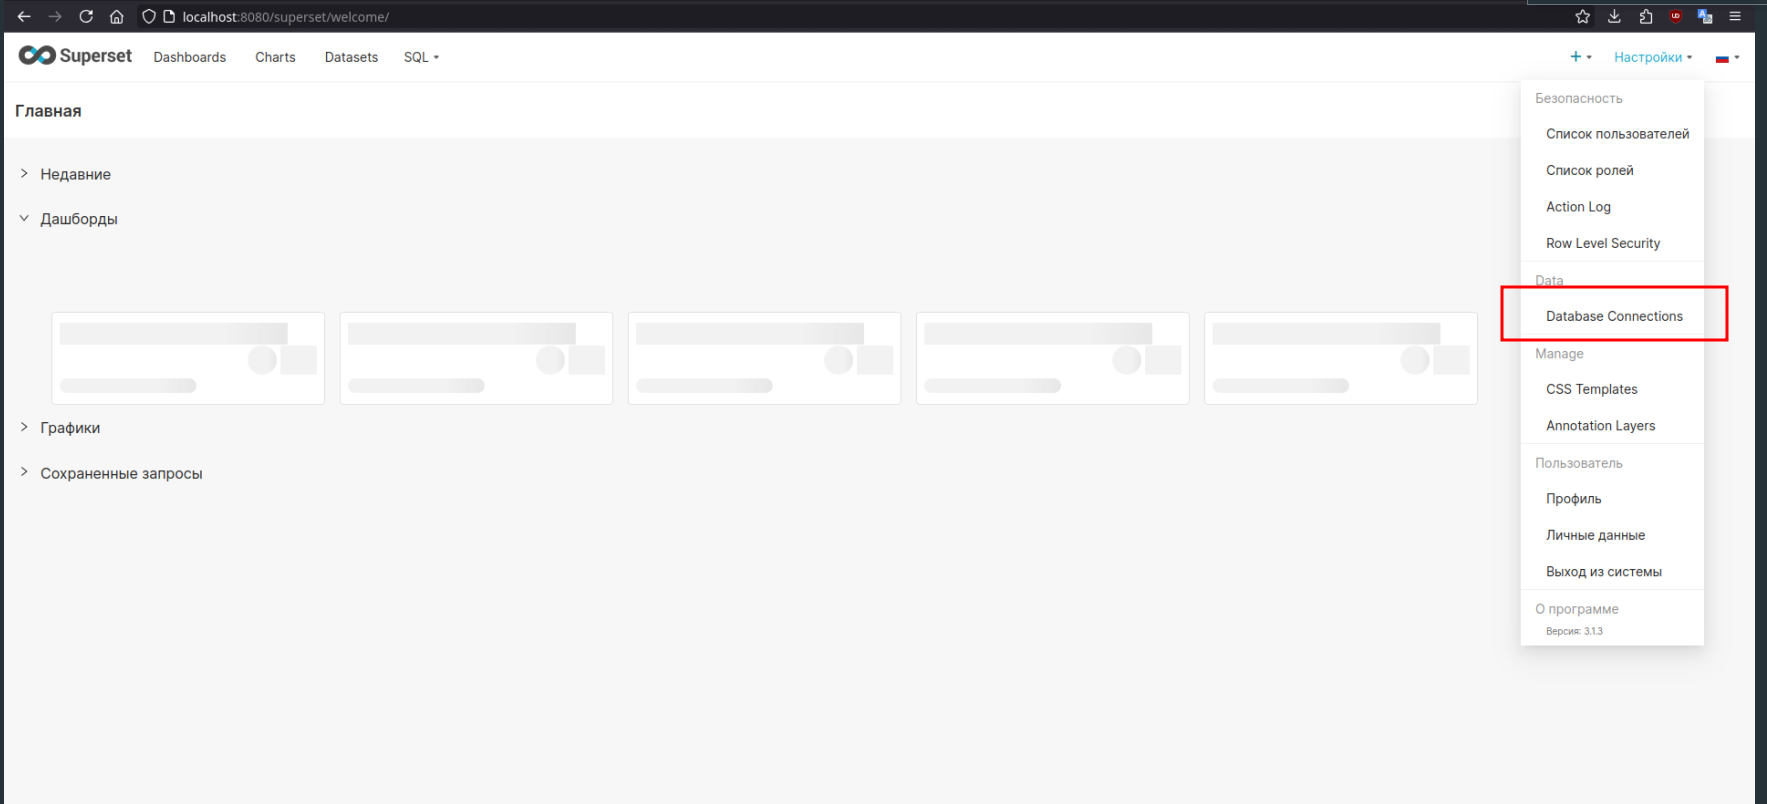 localhost:8080/superset/welcome/
Superset Dashboards Charts Datasets SQL + Настройки
Главная
Недавние
Дашборды
Графики
Сохраненные запросы
Безопасность
Список пользователей
Список ролей
Action Log
Row Level Security
Data
Database Connections
Manage
CSS Templates
Annotation Layers
Пользователь
Профиль
Личные данные
Выход из системы
О программе
Версия: 3.1.3